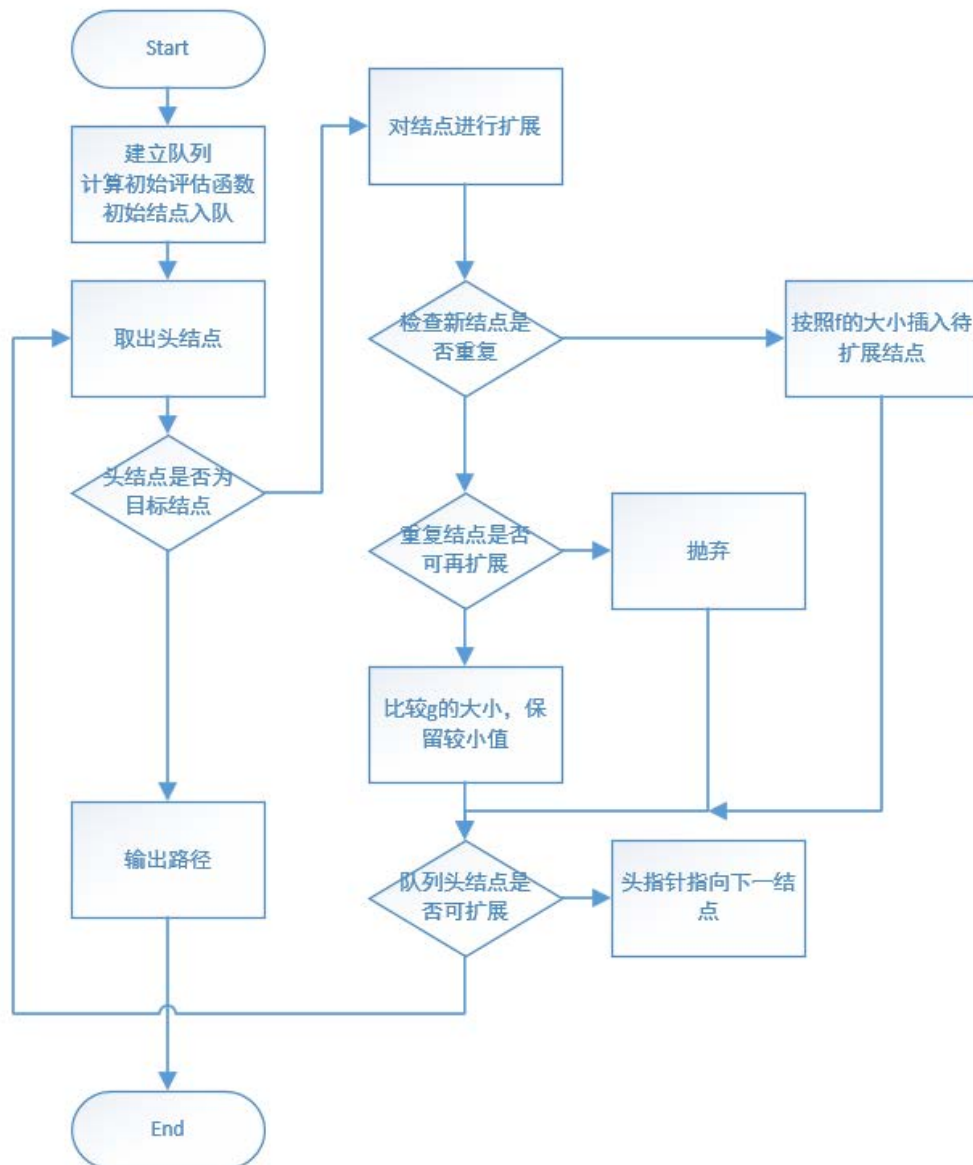 Start
建立队列
计算初始评估函数
初始结点入队
取出头结点
头结点是否为
目标结点
输出路径
End
对结点进行扩展
检查新结点是
否重复
按照f的大小插入待
扩展结点
重复结点是否
可再扩展
抛弃
比较g的大小，保
留较小值
队列头结点是
否可扩展
头指针指向下一结
点